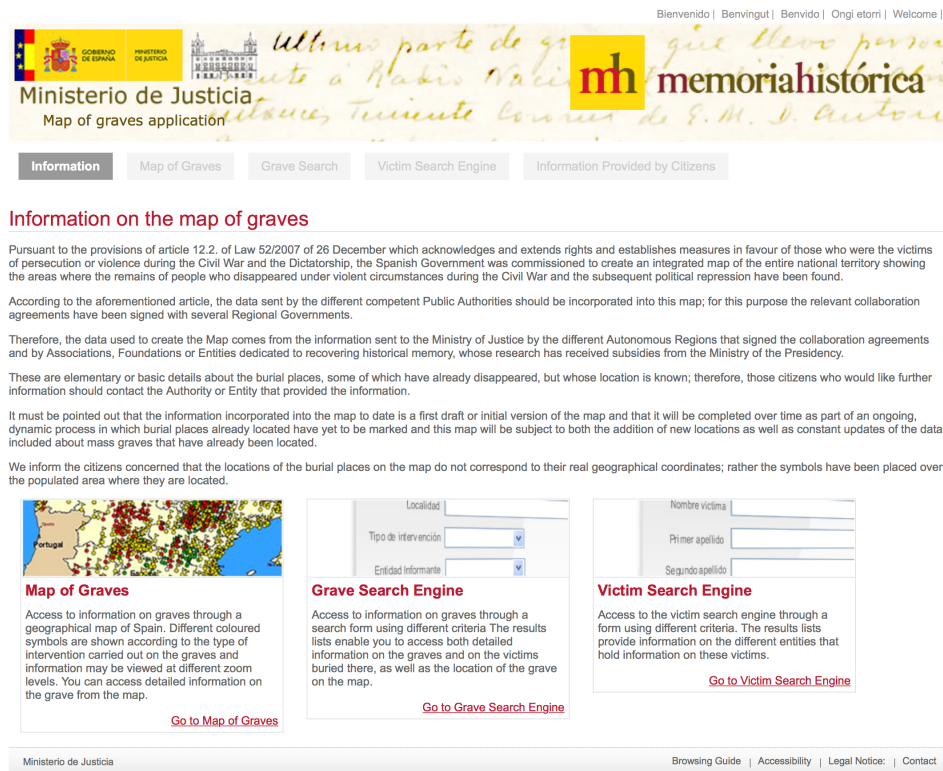 Bienvenido | Benvingut | Benvido | Ongi etorri | Welcome |
GOBIERNO DE ESPAÑA
MINISTERIO DE JUSTICIA
mh memoriahistórica
Ministerio de Justicia
Map of graves application
Information Map of Graves Grave Search Victim Search Engine Information Provided by Citizens
Information on the map of graves
Pursuant to the provisions of article 12.2. of Law 52/2007 of 26 December which acknowledges and extends rights and establishes measures in favour of those who were the victims
of persecution or violence during the Civil War and the Dictatorship, the Spanish Government was commissioned to create an integrated map of the entire national territory showing
the areas where the remains of people who disappeared under violent circumstances during the Civil War and the subsequent political repression have been found.
According to the aforementioned article, the data sent by the different competent Public Authorities should be incorporated into this map; for this purpose the relevant collaboration
agreements have been signed with several Regional Governments.
Therefore, the data used to create the Map comes from the information sent to the Ministry of Justice by the different Autonomous Regions that signed the collaboration agreements
and by Associations, Foundations or Entities dedicated to recovering historical memory, whose research has received subsidies from the Ministry of the Presidency.
These are elementary or basic details about the burial places, some of which have already disappeared, but whose location is known; therefore, those citizens who would like further
information should contact the Authority or Entity that provided the information.
It must be pointed out that the information incorporated into the map to date is a first draft or initial version of the map and that it will be completed over time as part of an ongoing,
dynamic process in which burial places already located have yet to be marked and this map will be subject to both the addition of new locations as well as constant updates of the data
included about mass graves that have already been located.
We inform the citizens concerned that the locations of the burial places on the map do not correspond to their real geographical coordinates; rather the symbols have been placed over
the populated area where they are located.
Portugal
Map of Graves
Access to information on graves through a
geographical map of Spain. Different coloured
symbols are shown according to the type of
intervention carried out on the graves and
information may be viewed at different zoom
levels. You can access detailed information on
the grave from the map.
Go to Map of Graves
Localidad
Tipo de intervención
Entidad Informante
Grave Search Engine
Access to information on graves through a
search form using different criteria The results
lists enable you to access both detailed
information on the graves and on the victims
buried there, as well as the location of the grave
on the map.
Go to Grave Search Engine
Nombre victima
Primer apellido
Segundo apellido
Victim Search Engine
Access to the victim search engine through a
form using different criteria. The results lists
provide information on the different entities that
hold information on these victims.
Go to Victim Search Engine
Ministerio de Justicia
Browsing Guide | Accessibility | Legal Notice: | Contact